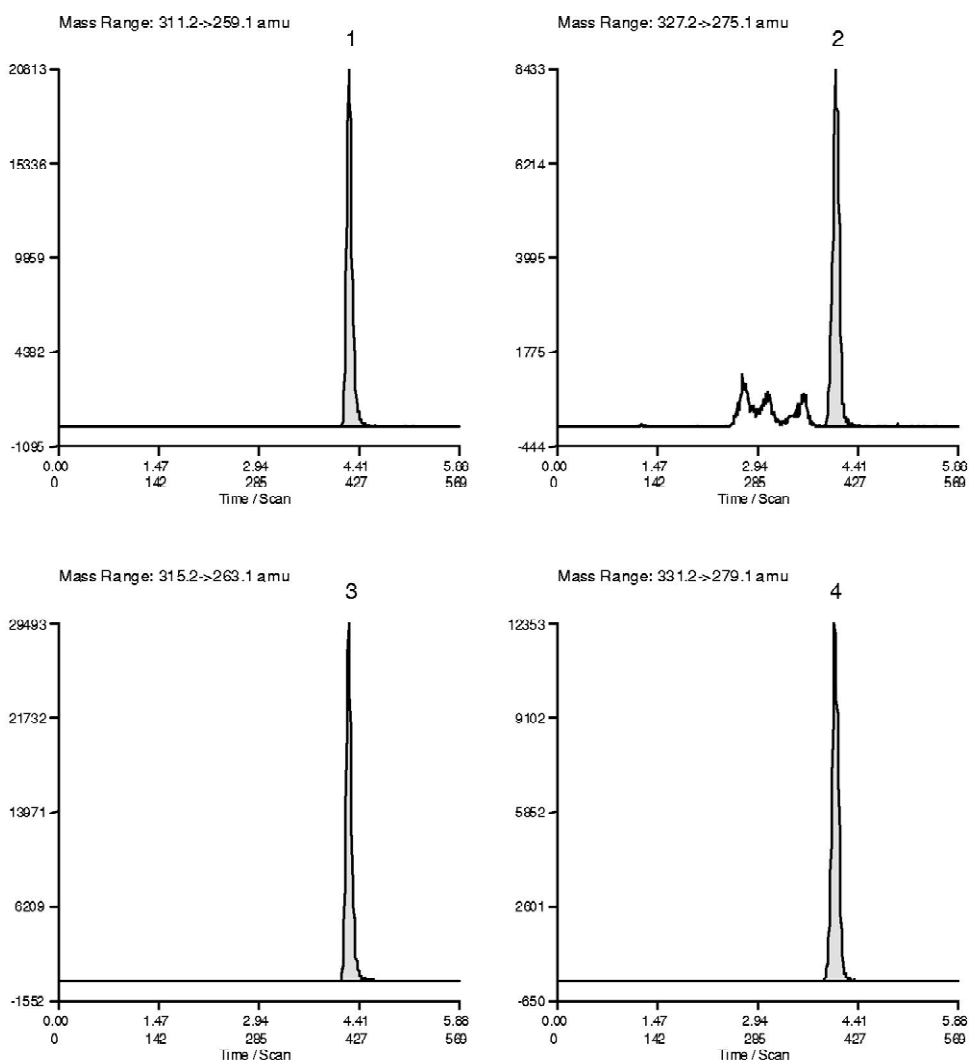 Mass Range: 311.2->259.1 amu
1
20813
15336
9859
4382
-1095
0.00 1.47 2.94 4.41 5.88
0 142 285 427 569
Time / Scan
Mass Range: 327.2->275.1 amu
2
8433
6214
3995
1775
-444
0.00 1.47 2.94 4.41 5.88
0 142 285 427 569
Time / Scan
Mass Range: 315.2->263.1 amu
3
29493
21732
13971
6209
-1552
0.00 1.47 2.94 4.41 5.88
0 142 285 427 569
Time / Scan
Mass Range: 331.2->279.1 amu
4
12353
9102
5852
2601
-650
0.00 1.47 2.94 4.41 5.88
0 142 285 427 569
Time / Scan